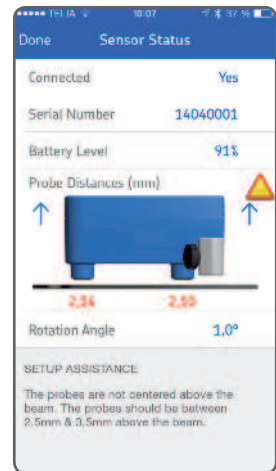 TELIA 10:07 37 %
Done Sensor Status
Connected Yes
Serial Number 14040001
Battery Level 91%
Probe Distances (mm)
2,34 2,50
Rotation Angle 1,0°
SETUP ASSISTANCE
The probes are not centered above the
beam. The probes should be between
2,5mm & 3,5mm above the beam.